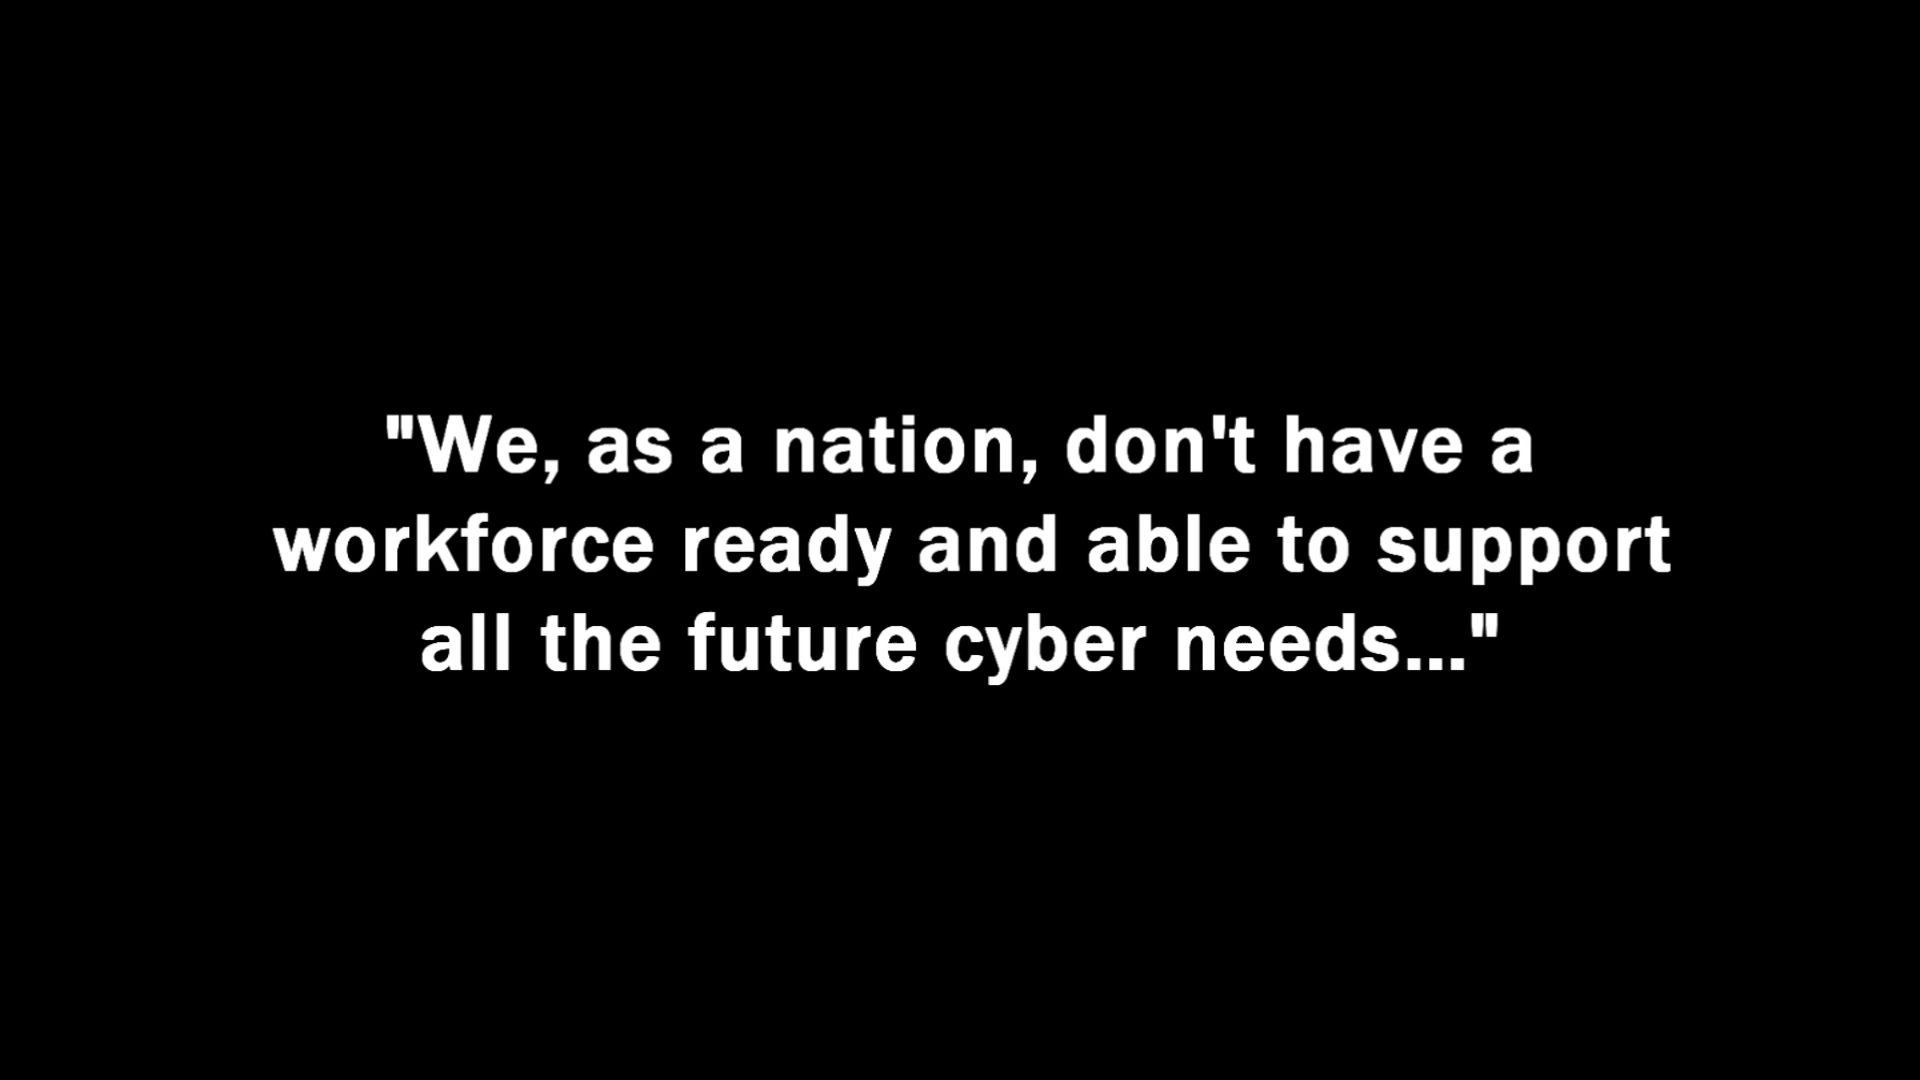 "We, as a nation, don't have a
workforce ready and able to support
all the future cyber needs..."